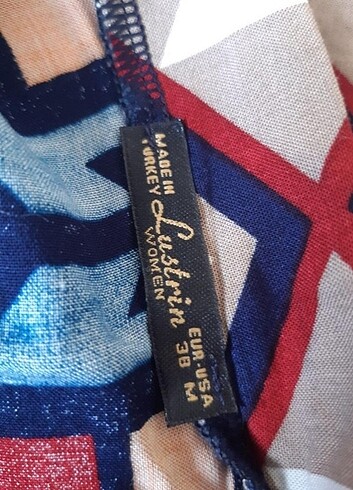 MADE IN
TURKEY
Lustrin
WOMEN
EUR-USA
38 M